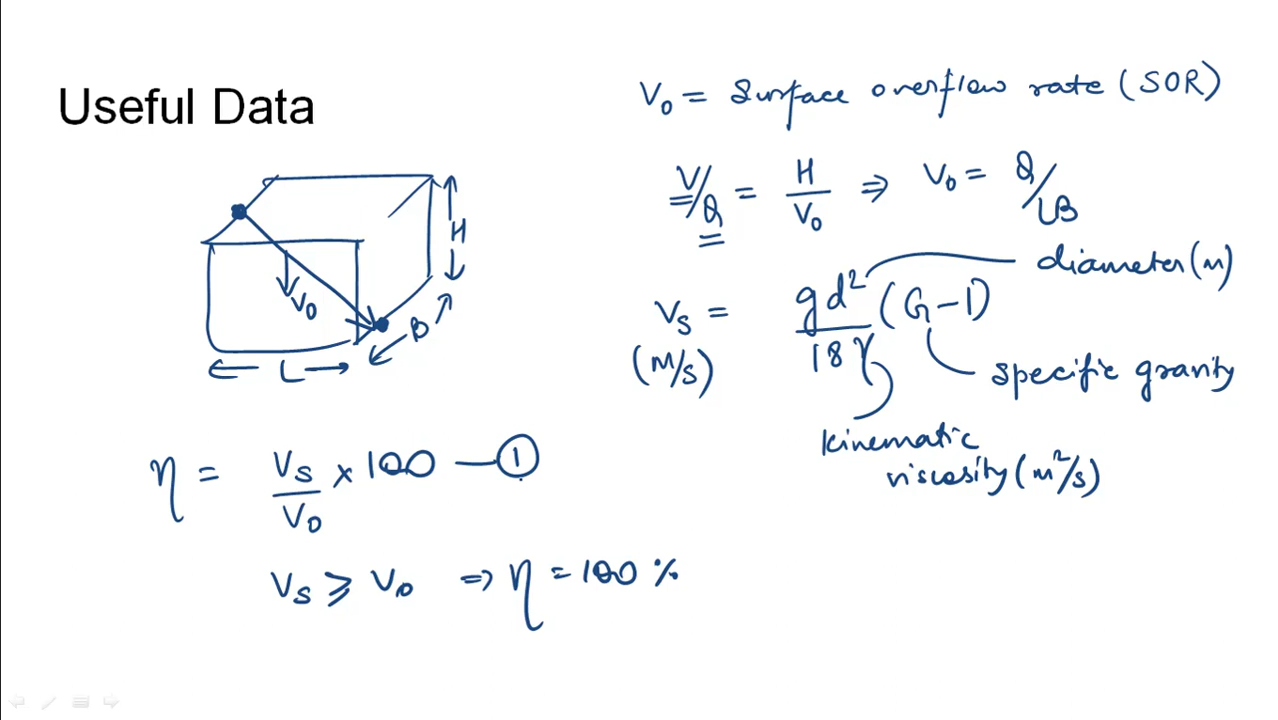 Useful Data
V₀ = Surface overflow rate (SOR)
V/Q = H/V₀ ⇒ V₀ = Q/LB
diameter (m)
Vs = gd²/18γ (G-1)
(m/s)
specific gravity
kinematic
viscosity (m²/s)
H
V₀
B
L
η = Vs/V₀ × 100 — ①
Vs ≥ V₀ ⇒ η = 100 %